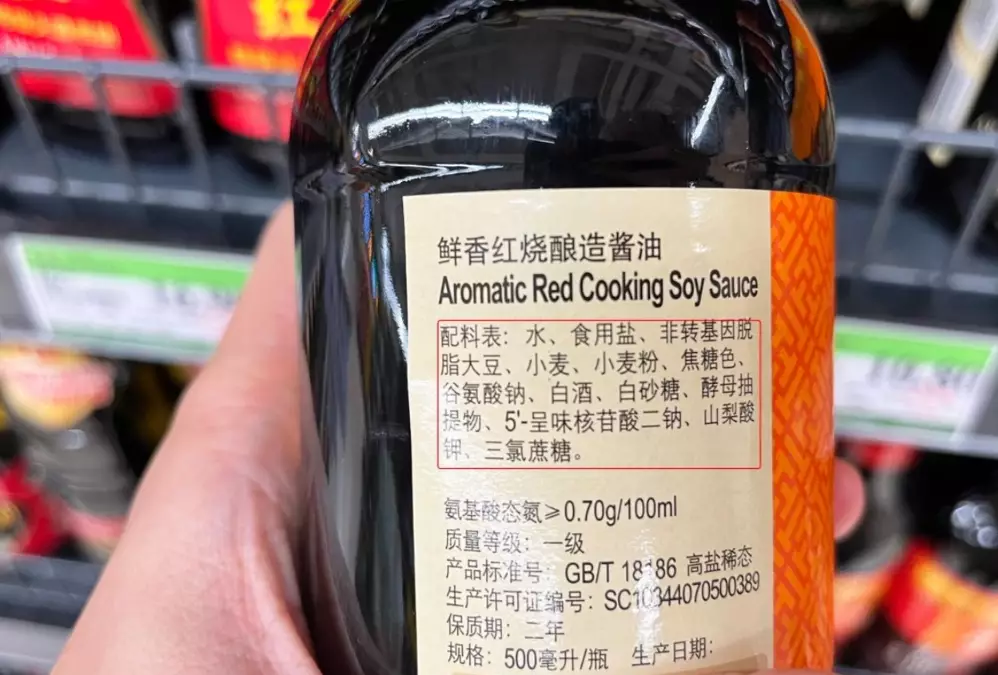 红
鲜香红烧酿造酱油
Aromatic Red Cooking Soy Sauce
配料表：水、食用盐、非转基因脱
脂大豆、小麦、小麦粉、焦糖色、
谷氨酸钠、白酒、白砂糖、酵母抽
提物、5'-呈味核苷酸二钠、山梨酸
钾、三氯蔗糖。
氨基酸态氮≥0.70g/100ml
质量等级：一级
产品标准号：GB/T 18186 高盐稀态
生产许可证编号：SC10344070500389
保质期：二年
规格：500毫升/瓶 生产日期：